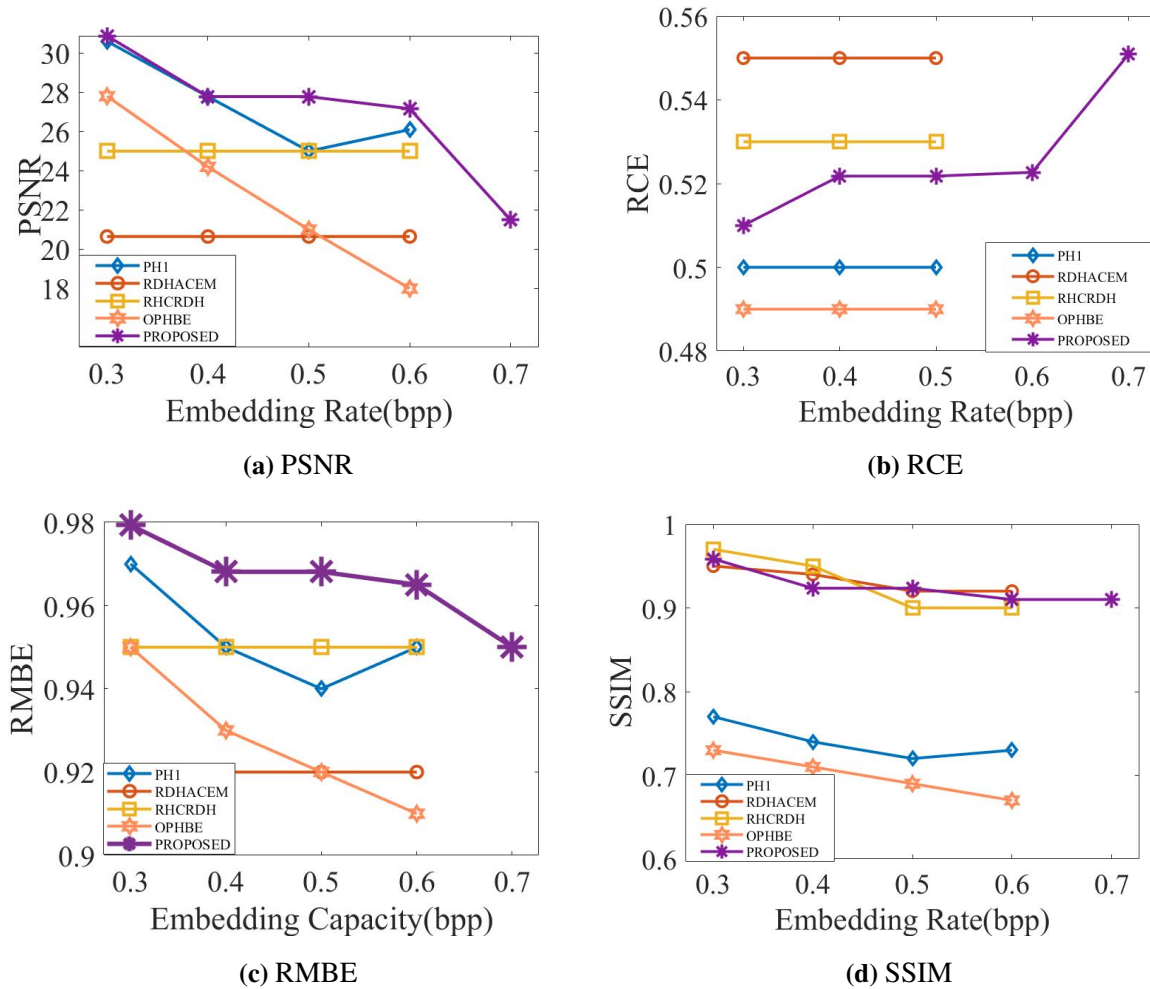 30
28
26
24
22
20
18
PSNR
PH1
RDHACEM
RHCRDH
OPHBE
PROPOSED
0.3 0.4 0.5 0.6 0.7
Embedding Rate(bpp)
(a) PSNR
0.56
0.54
0.52
0.5
0.48
RCE
PH1
RDHACEM
RHCRDH
OPHBE
PROPOSED
0.3 0.4 0.5 0.6 0.7
Embedding Rate(bpp)
(b) RCE
0.98
0.96
0.94
0.92
0.9
RMBE
PH1
RDHACEM
RHCRDH
OPHBE
PROPOSED
0.3 0.4 0.5 0.6 0.7
Embedding Capacity(bpp)
(c) RMBE
1
0.9
0.8
0.7
0.6
SSIM
PH1
RDHACEM
RHCRDH
OPHBE
PROPOSED
0.3 0.4 0.5 0.6 0.7
Embedding Rate(bpp)
(d) SSIM